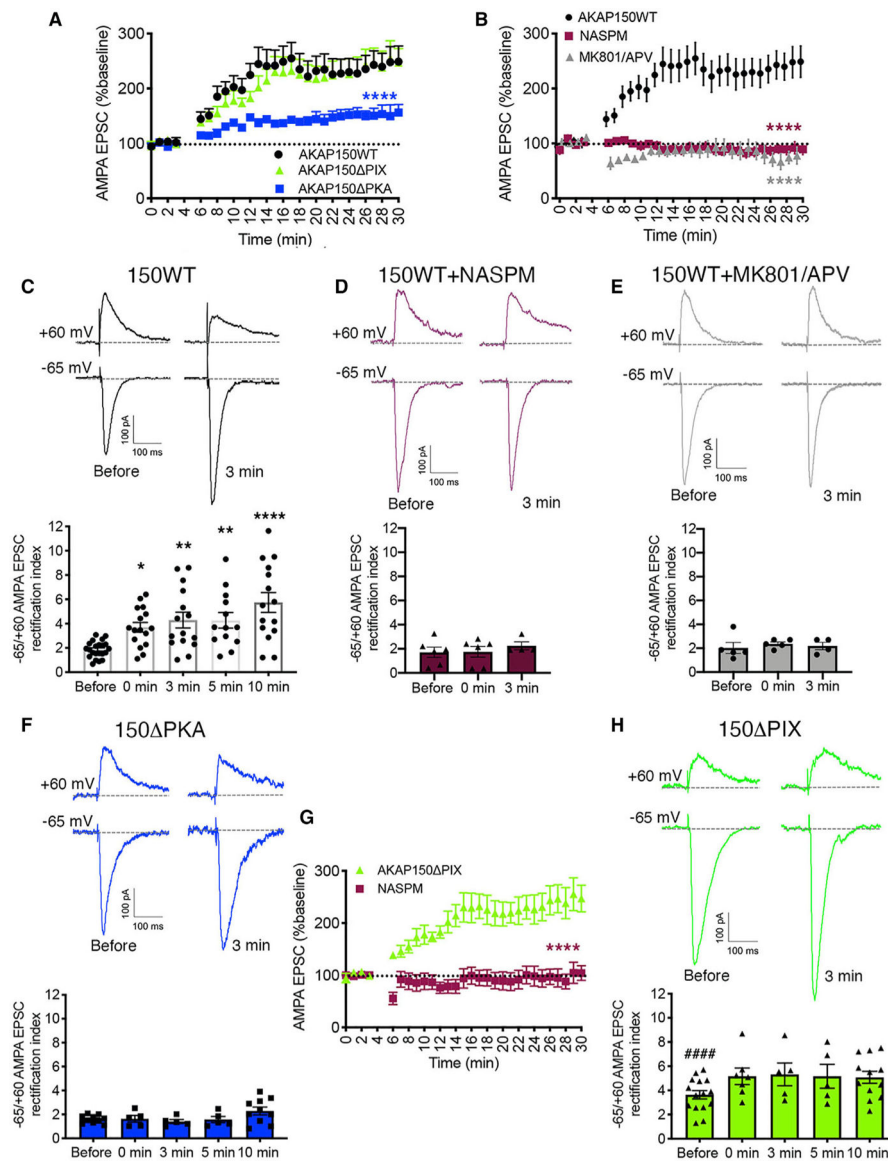 A
AMPA EPSC (%baseline)
300
200
100
0
****
AKAP150WT
AKAP150ΔPIX
AKAP150ΔPKA
0 2 4 6 8 10 12 14 16 18 20 22 24 26 28 30
Time (min)
B
AMPA EPSC (%baseline)
300
200
100
0
AKAP150WT
NASPM
MK801/APV
****
****
0 2 4 6 8 10 12 14 16 18 20 22 24 26 28 30
Time (min)
C
150WT
+60 mV
-65 mV
100 pA
100 ms
Before
3 min
-65/+60 AMPA EPSC
rectification index
12
10
8
6
4
2
0
* ** ** ****
Before 0 min 3 min 5 min 10 min
D
150WT+NASPM
+60 mV
-65 mV
100 pA
100 ms
Before
3 min
-65/+60 AMPA EPSC
rectification index
12
10
8
6
4
2
0
Before 0 min 3 min
E
150WT+MK801/APV
+60 mV
-65 mV
100 pA
100 ms
Before
3 min
-65/+60 AMPA EPSC
rectification index
12
10
8
6
4
2
0
Before 0 min 3 min
F
150ΔPKA
+60 mV
-65 mV
100 pA
100 ms
Before
3 min
-65/+60 AMPA EPSC
rectification index
12
10
8
6
4
2
0
Before 0 min 3 min 5 min 10 min
G
AMPA EPSC (%baseline)
300
200
100
0
AKAP150ΔPIX
NASPM
****
0 2 4 6 8 10 12 14 16 18 20 22 24 26 28 30
Time (min)
H
150ΔPIX
+60 mV
-65 mV
100 pA
100 ms
Before
3 min
-65/+60 AMPA EPSC
rectification index
12
10
8
6
4
2
0
####
Before 0 min 3 min 5 min 10 min